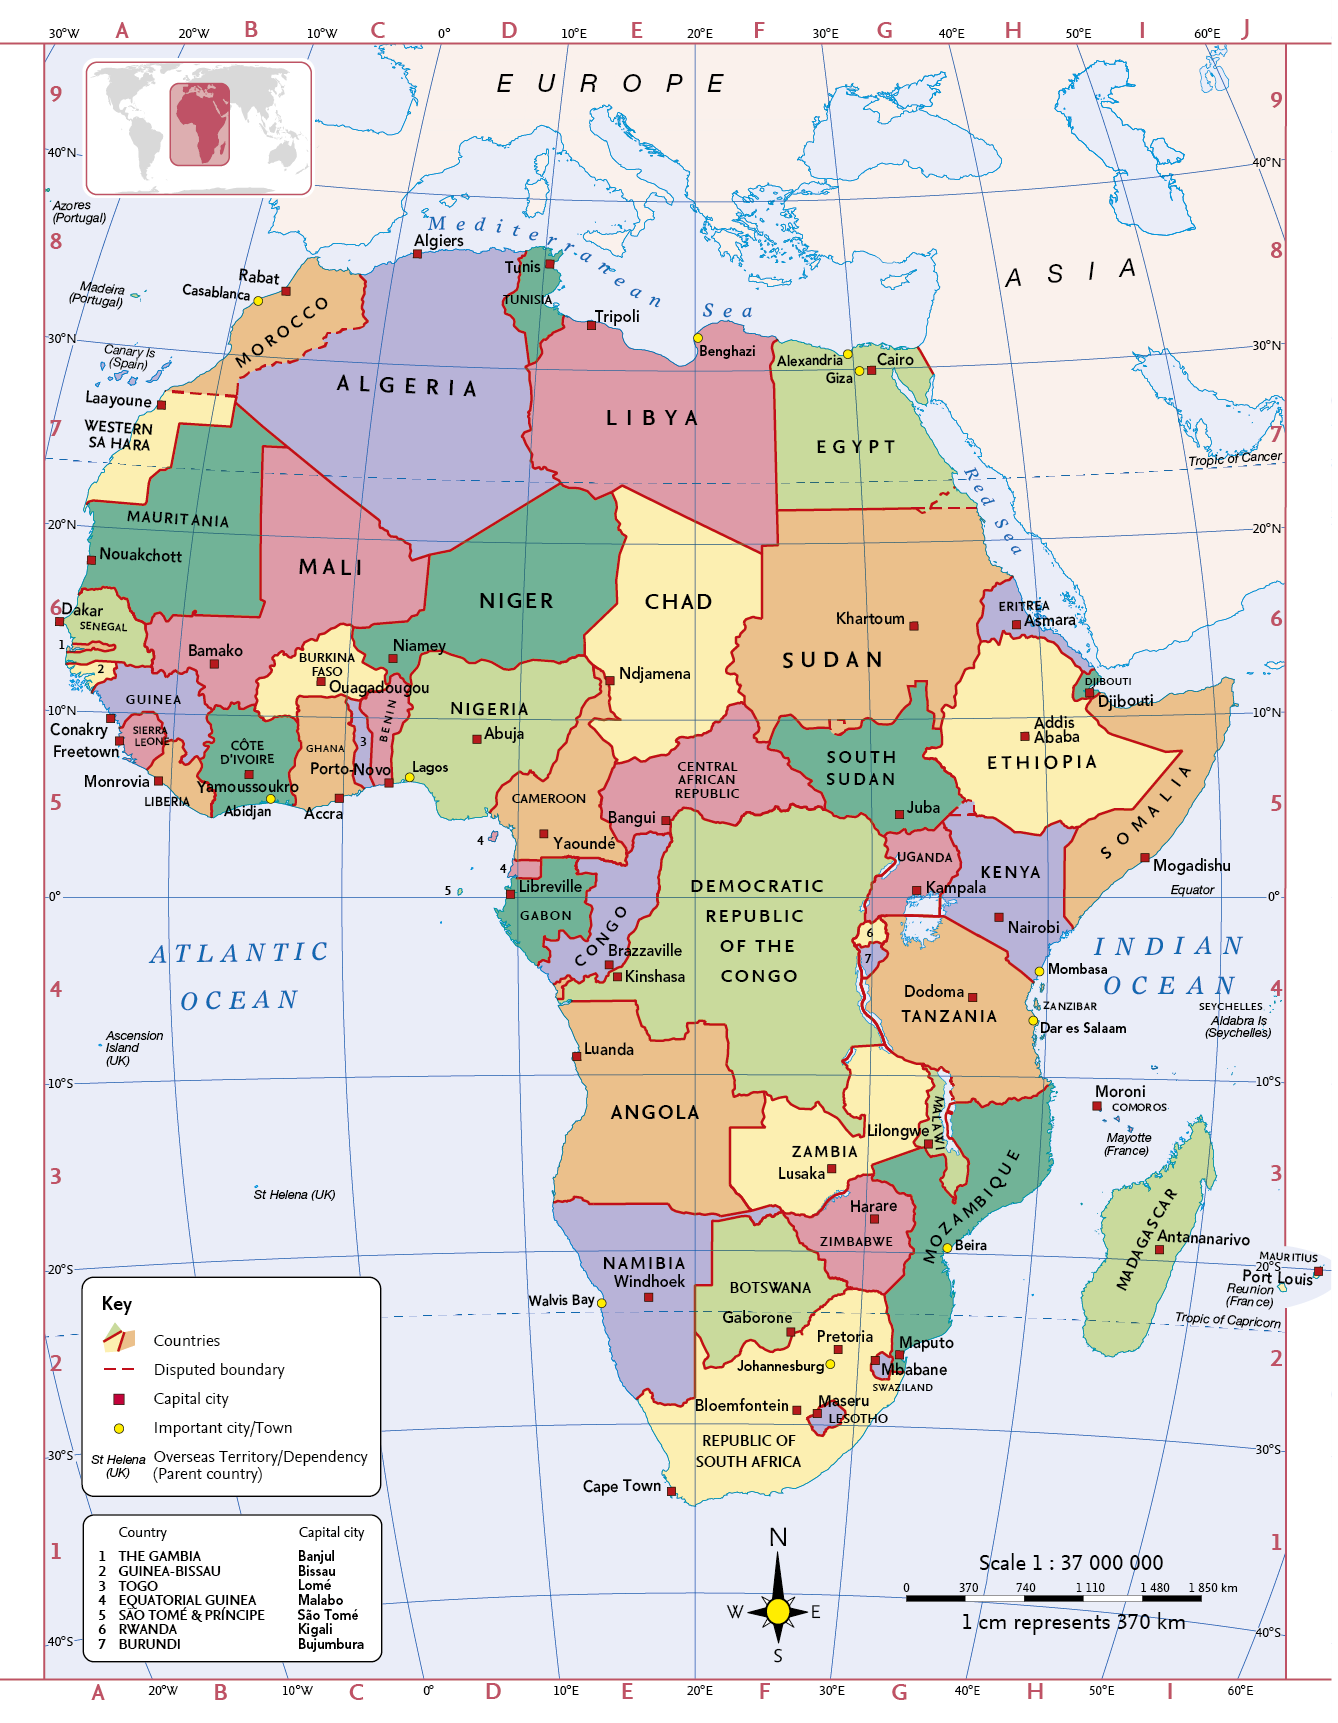 30°W A 20°W B 10°W C 0° D 10°E E 20°E F 30°E G 40°E H 50°E I 60°E J
EUROPE
9 9
40°N 40°N
Azores
(Portugal)
8 8
Mediterranean Sea
Algiers
ASIA
Tunis
Rabat
Casablanca
Madeira
(Portugal)
TUNISIA
MOROCCO
Tripoli
30°N 30°N
Benghazi
Alexandria
Cairo
Giza
Canary Is
(Spain)
ALGERIA
Laayoune
LIBYA
7 7
WESTERN
SAHARA
EGYPT
Tropic of Cancer
Red Sea
MAURITANIA
20°N 20°N
Nouakchott
MALI
NIGER
CHAD
6 6
Dakar
SENEGAL
Khartoum
ERITREA
Asmara
1
Niamey
Bamako
BURKINA
FASO
SUDAN
2
Ndjamena
Ouagadougou
DJIBOUTI
Djibouti
GUINEA
NIGERIA
BENIN
10°N 10°N
Conakry
SIERRA
LEONE
Freetown
Addis
Ababa
Abuja
3
GHANA
CÔTE
D'IVOIRE
SOUTH
SUDAN
ETHIOPIA
CENTRAL
AFRICAN
REPUBLIC
Porto-Novo
Lagos
Monrovia
Yamoussoukro
LIBERIA
Abidjan
Accra
CAMEROON
5 5
Juba
SOMALIA
Bangui
Yaoundé
4
UGANDA
KENYA
Mogadishu
4
Libreville
5
DEMOCRATIC
REPUBLIC
OF THE
CONGO
Kampala
Equator
0° 0°
GABON
CONGO
Nairobi
6
Brazzaville
Kinshasa
7
ATLANTIC
OCEAN
INDIAN
OCEAN
Mombasa
4 4
Dodoma
TANZANIA
ZANZIBAR
Dar es Salaam
SEYCHELLES
Aldabra Is
(Seychelles)
Ascension
Island
(UK)
Luanda
10°S 10°S
ANGOLA
MALAWI
Moroni
COMOROS
Lilongwe
Mayotte
(France)
ZAMBIA
Lusaka
3 3
St Helena (UK)
MOZAMBIQUE
MADAGASCAR
Harare
ZIMBABWE
Antananarivo
Beira
MAURITIUS
Port Louis
Reunion
(France)
20°S 20°S
NAMIBIA
Windhoek
BOTSWANA
Walvis Bay
Gaborone
Tropic of Capricorn
Pretoria
Maputo
2 2
Johannesburg
Mbabane
SWAZILAND
Bloemfontein
Maseru
LESOTHO
REPUBLIC OF
SOUTH AFRICA
30°S 30°S
Cape Town
Key
Countries
Disputed boundary
Capital city
Important city/Town
St Helena
(UK)
Overseas Territory/Dependency
(Parent country)
1 1
Country Capital city
1 THE GAMBIA Banjul
2 GUINEA-BISSAU Bissau
3 TOGO Lomé
4 EQUATORIAL GUINEA Malabo
5 SÃO TOMÉ & PRÍNCIPE São Tomé
6 RWANDA Kigali
7 BURUNDI Bujumbura
N
W E
S
Scale 1 : 37 000 000
0 370 740 1 110 1 480 1 850 km
1 cm represents 370 km
40°S 40°S
A 20°W B 10°W C 0° D 10°E E 20°E F 30°E G 40°E H 50°E I 60°E